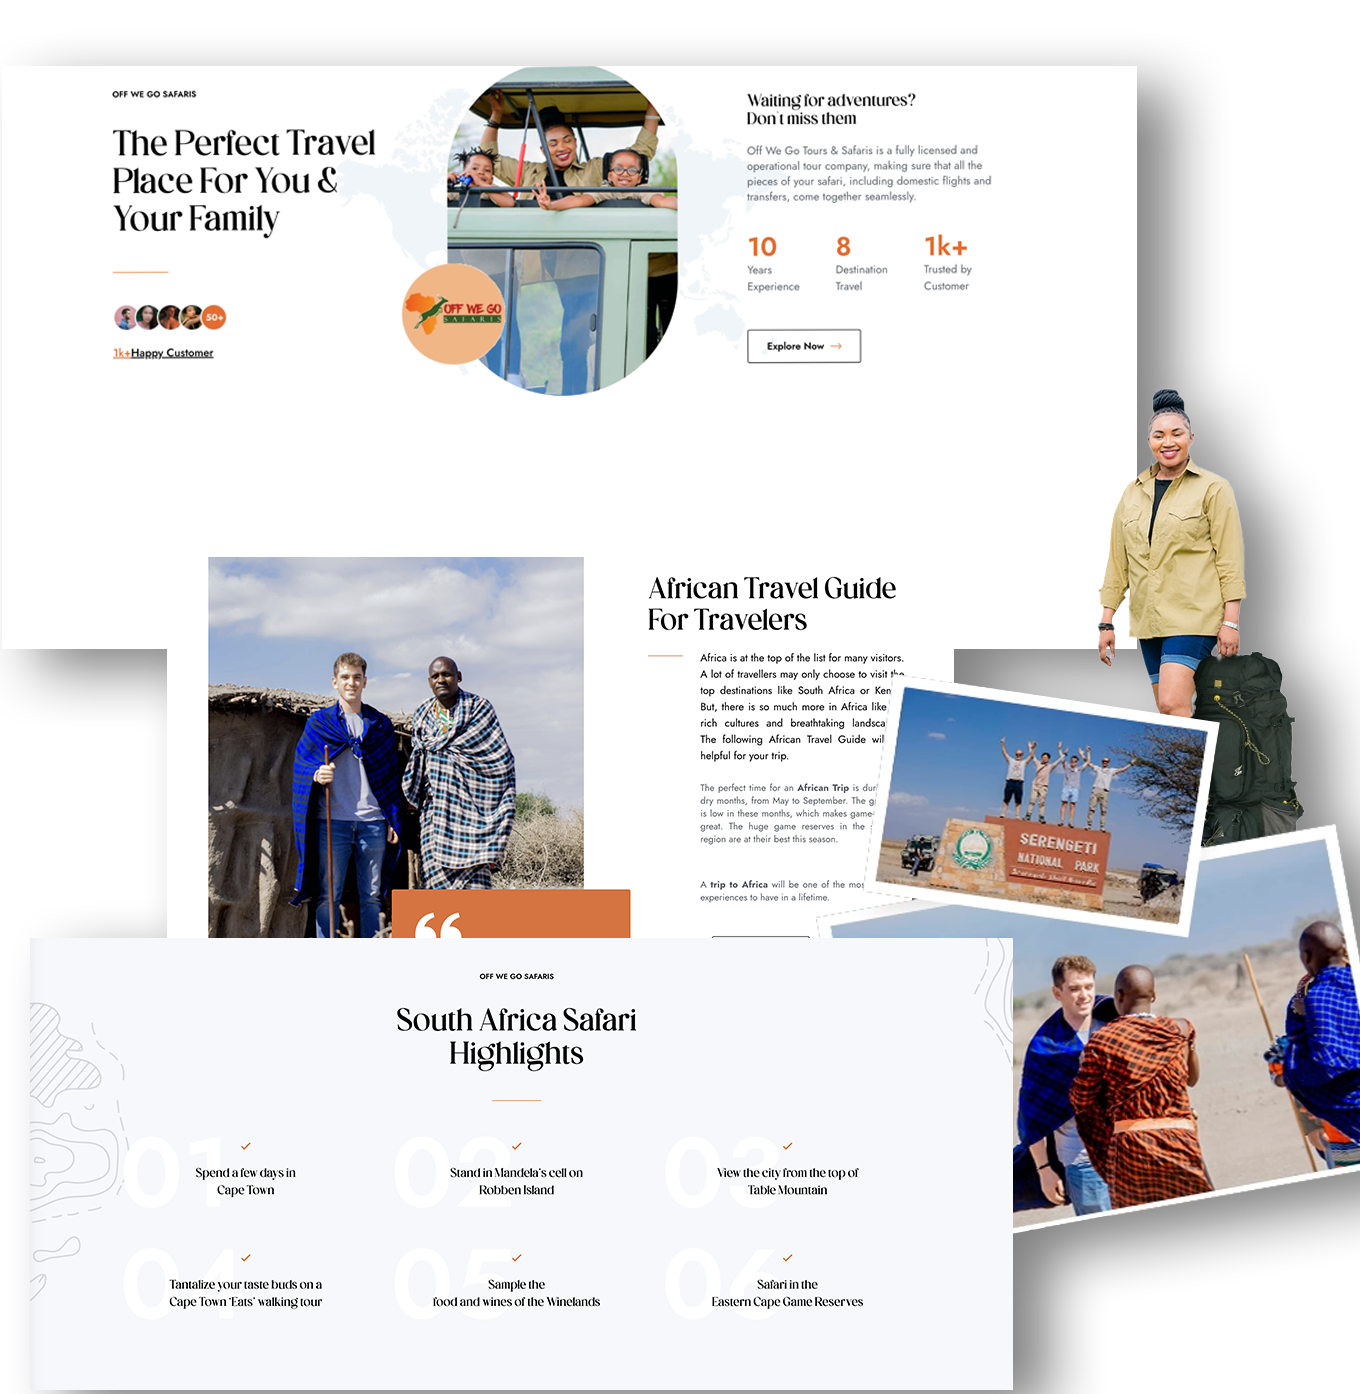 OFF WE GO SAFARIS
The Perfect Travel
Place For You &
Your Family
1k+Happy Customer
50+
OFF WE GO
SAFARIS
Waiting for adventures?
Don't miss them
Off We Go Tours & Safaris is a fully licensed and
operational tour company, making sure that all the
pieces of your safari, including domestic flights and
transfers, come together seamlessly.
10
Years
Experience
8
Destination
Travel
1k+
Trusted by
Customer
Explore Now
African Travel Guide
For Travelers
Africa is at the top of the list for many visitors.
A lot of travellers may only choose to visit the
top destinations like South Africa or Ken
But, there is so much more in Africa like
rich cultures and breathtaking landsca
The following African Travel Guide wil
helpful for your trip.
The perfect time for an African Trip is du
dry months, from May to September. The g
is low in these months, which makes game
great. The huge game reserves in the
region are at their best this season.
A trip to Africa will be one of the mos
experiences to have in a lifetime.
SERENGETI
NATIONAL PARK
“
OFF WE GO SAFARIS
South Africa Safari
Highlights
01
Spend a few days in
Cape Town
02
Stand in Mandela's cell on
Robben Island
03
View the city from the top of
Table Mountain
04
Tantalize your taste buds on a
Cape Town 'Eats' walking tour
05
Sample the
food and wines of the Winelands
06
Safari in the
Eastern Cape Game Reserves